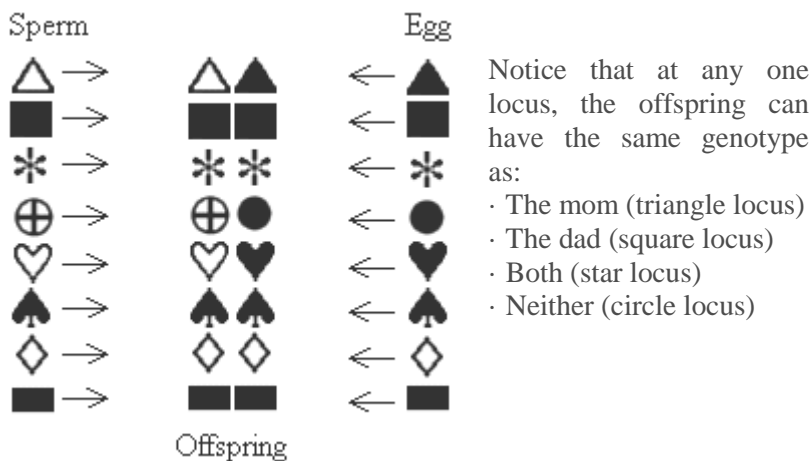 Sperm
Egg
Notice that at any one
locus, the offspring can
have the same genotype
as:
· The mom (triangle locus)
· The dad (square locus)
· Both (star locus)
· Neither (circle locus)
Offspring